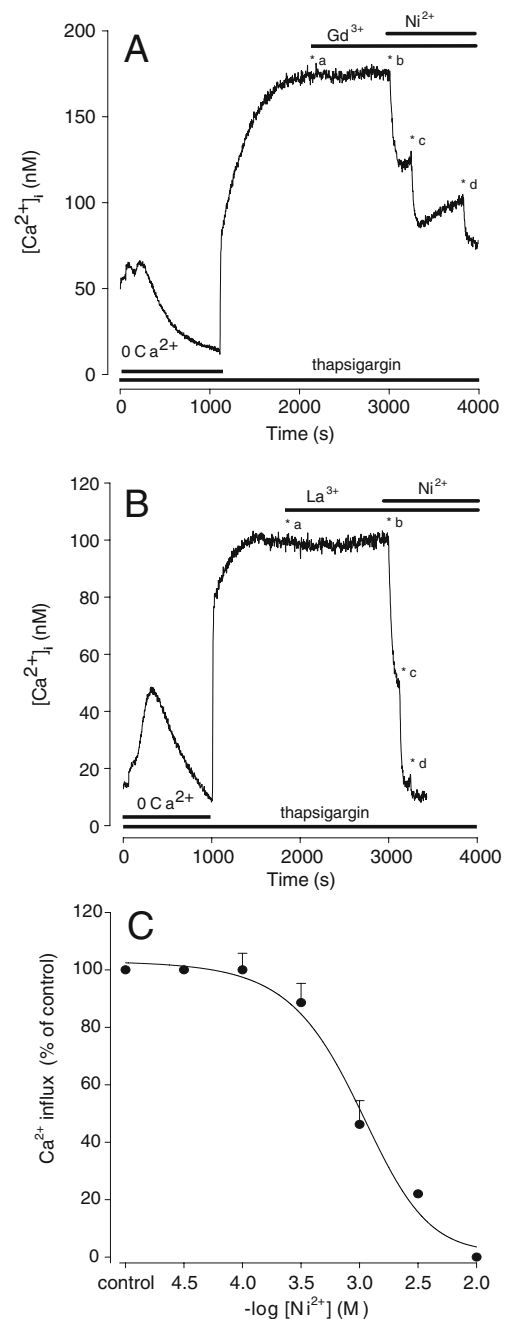 A
Ni²⁺
Gd³⁺
200
150
100
50
0
[Ca²⁺]i (nM)
* a
* b
* c
* d
0 Ca²⁺
thapsigargin
0 1000 2000 3000 4000
Time (s)
B
La³⁺
Ni²⁺
120
100
80
60
40
20
0
[Ca²⁺]i (nM)
* a
* b
* c
* d
0 Ca²⁺
thapsigargin
0 1000 2000 3000 4000
Time (s)
C
120
100
80
60
40
20
0
Ca²⁺ influx (% of control)
control 4.5 4.0 3.5 3.0 2.5 2.0
-log [Ni²⁺] (M)